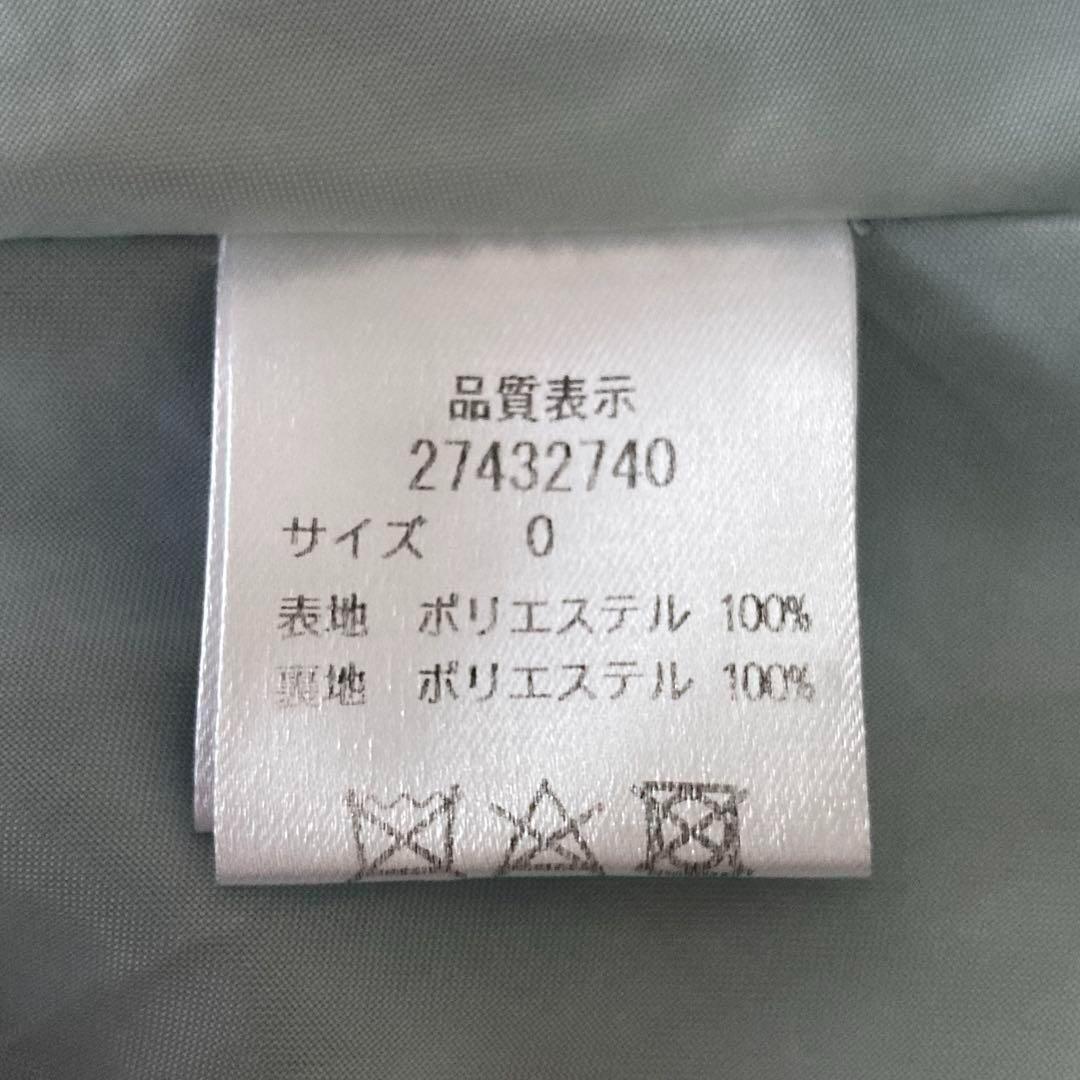 品質表示
27432740
サイズ 0
表地 ポリエステル 100%
裏地 ポリエステル 100%